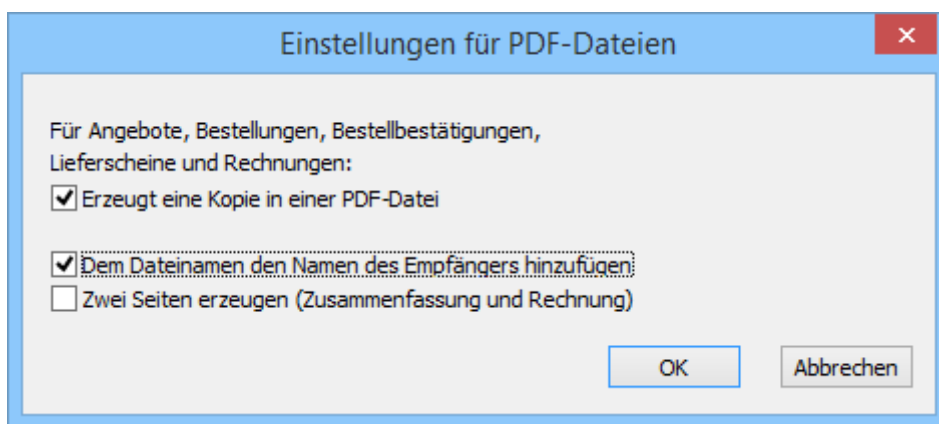 Einstellungen für PDF-Dateien
Für Angebote, Bestellungen, Bestellbestätigungen,
Lieferscheine und Rechnungen:
Erzeugt eine Kopie in einer PDF-Datei
Dem Dateinamen den Namen des Empfängers hinzufügen
Zwei Seiten erzeugen (Zusammenfassung und Rechnung)
OK Abbrechen